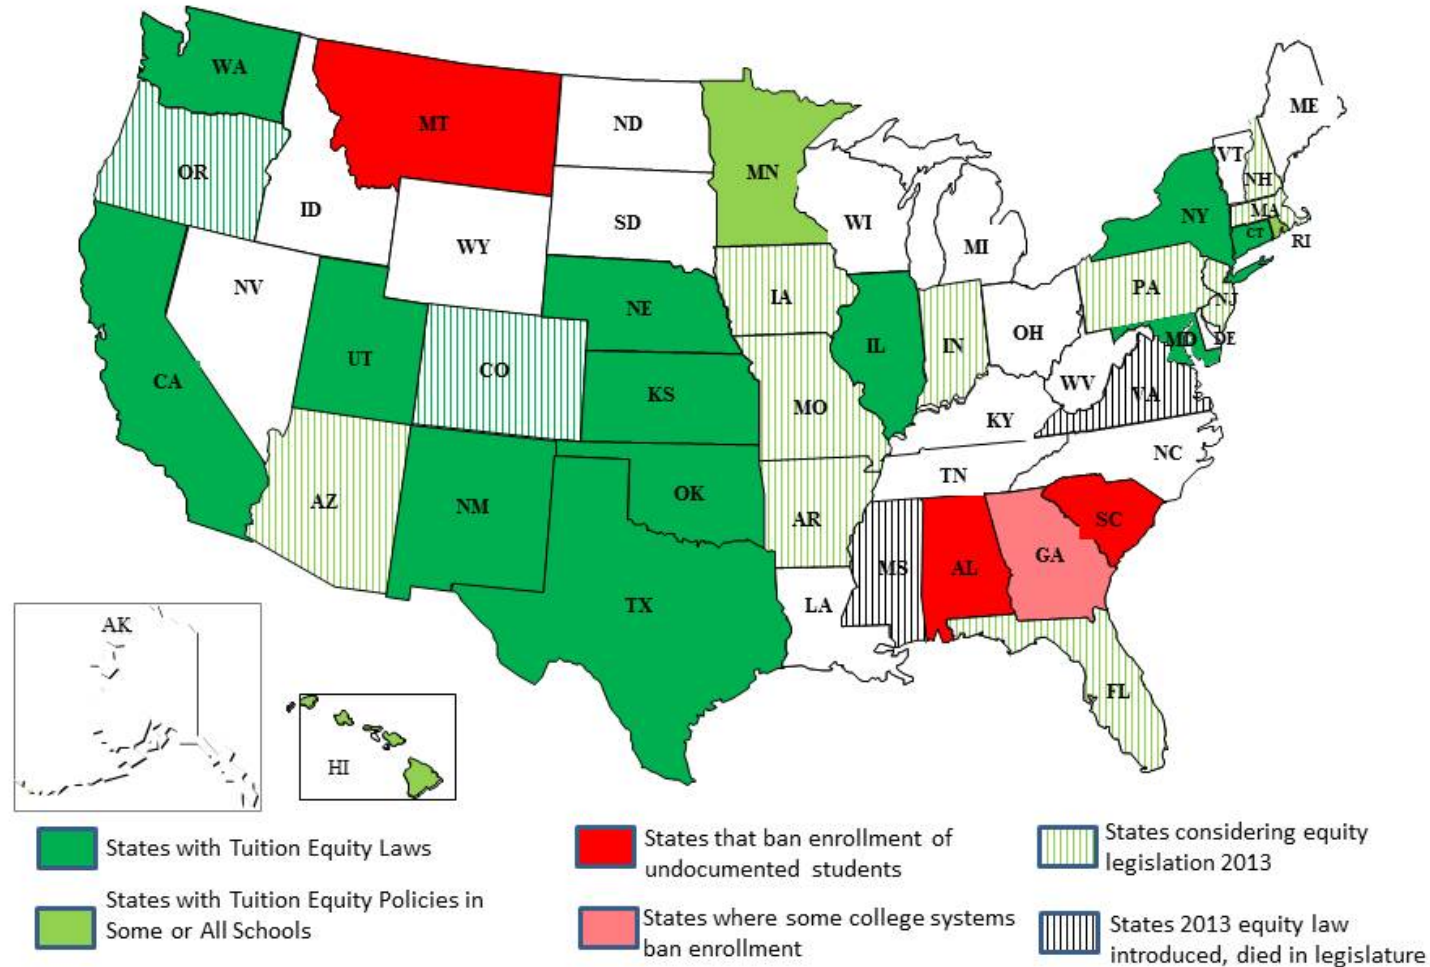 WA
MT
ND
ME
MN
VT
OR
NH
ID
MA
NY
SD
WI
CT
RI
WY
MI
NV
PA
IA
NJ
NE
OH
DE
MD
IL
IN
UT
CO
CA
WV
KS
VA
MO
KY
NC
TN
AZ
OK
NM
AR
SC
GA
MS
AL
TX
LA
AK
FL
HI
States with Tuition Equity Laws
States with Tuition Equity Policies in
Some or All Schools
States that ban enrollment of
undocumented students
States where some college systems
ban enrollment
States considering equity
legislation 2013
States 2013 equity law
introduced, died in legislature